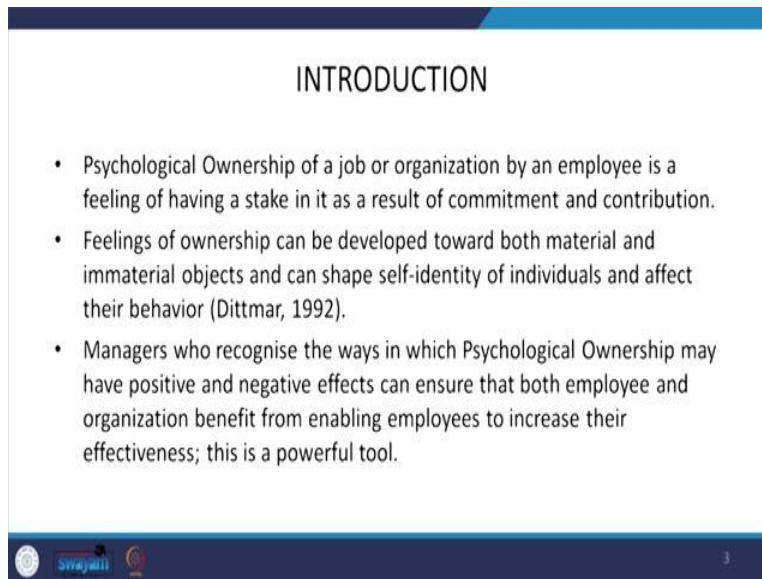 INTRODUCTION
• Psychological Ownership of a job or organization by an employee is a
feeling of having a stake in it as a result of commitment and contribution.
• Feelings of ownership can be developed toward both material and
immaterial objects and can shape self-identity of individuals and affect
their behavior (Dittmar, 1992).
• Managers who recognise the ways in which Psychological Ownership may
have positive and negative effects can ensure that both employee and
organization benefit from enabling employees to increase their
effectiveness; this is a powerful tool.
swayam
3